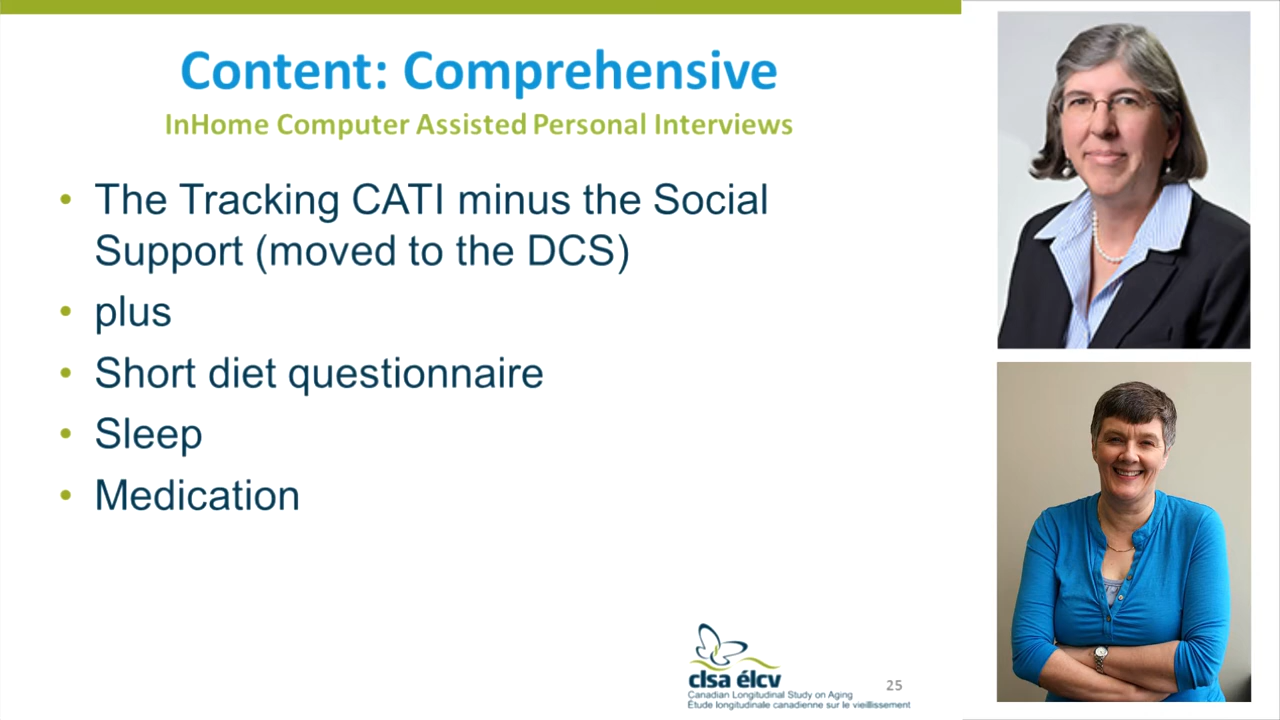 Content: Comprehensive
InHome Computer Assisted Personal Interviews
• The Tracking CATI minus the Social
Support (moved to the DCS)
• plus
• Short diet questionnaire
• Sleep
• Medication
clsa élcv
Canadian Longitudinal Study on Aging
Étude longitudinale canadienne sur le vieillissement
25